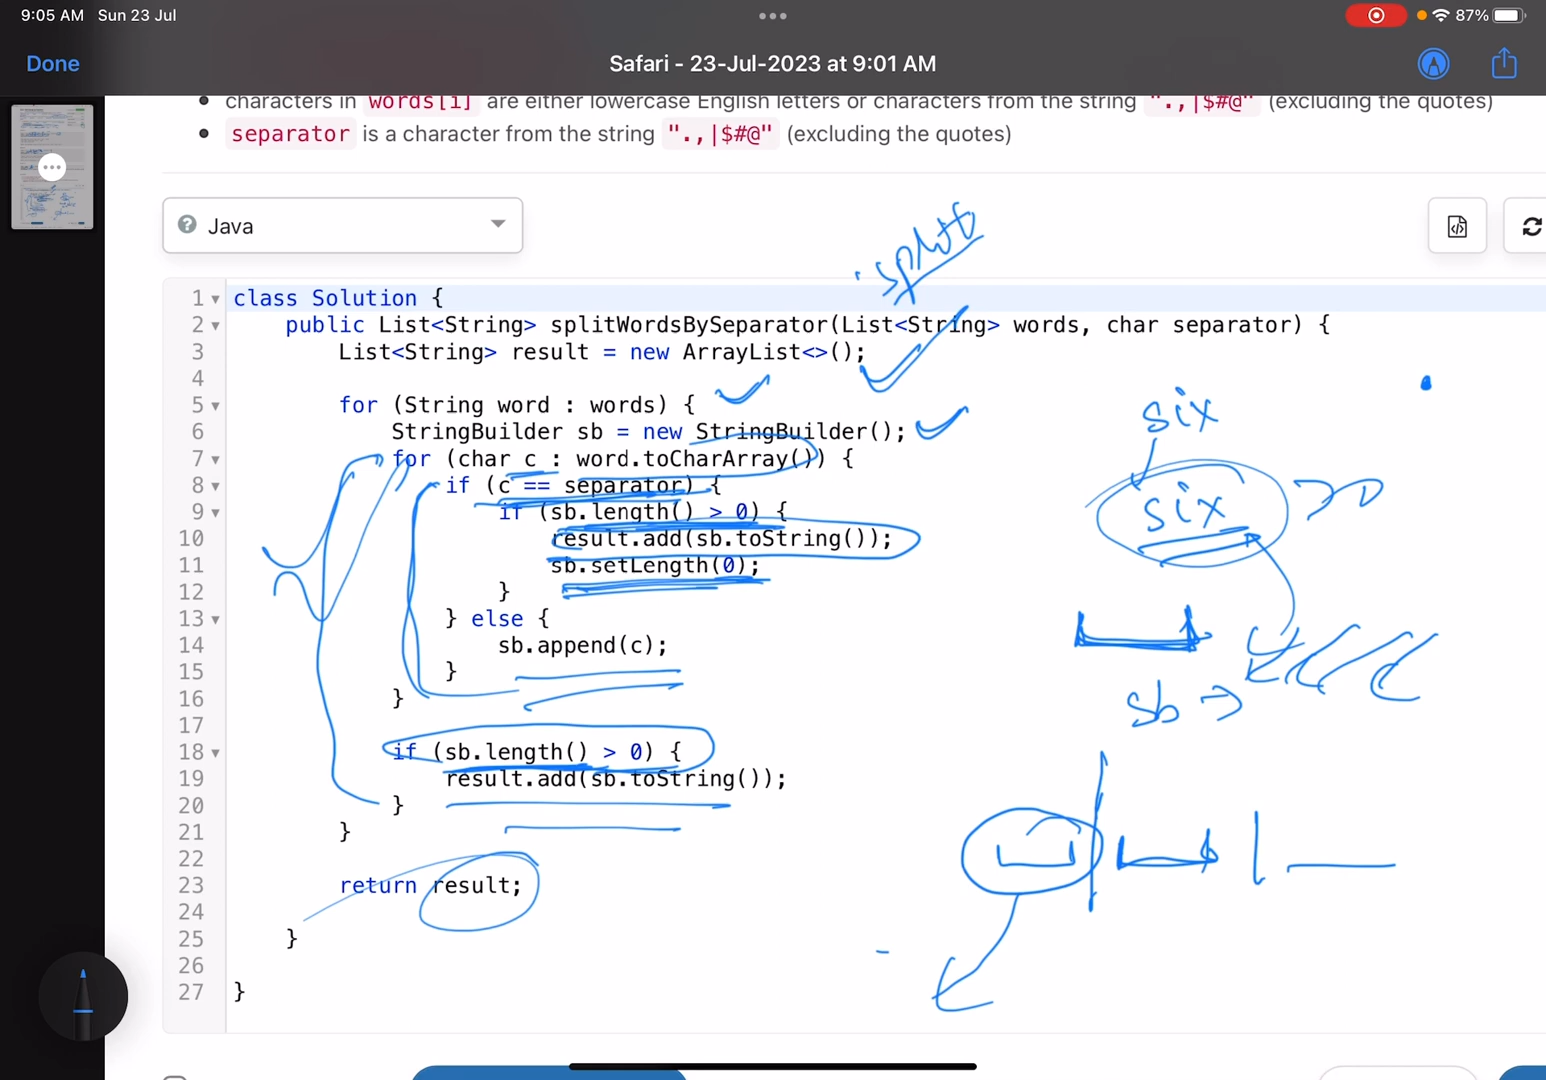 9:05 AM Sun 23 Jul
87%
Done
Safari - 23-Jul-2023 at 9:01 AM
characters in words[i] are either lowercase English letters or characters from the string ".,|$#@" (excluding the quotes)
separator is a character from the string ".,|$#@" (excluding the quotes)
Java
.split
1 class Solution {
2 public List<String> splitWordsBySeparator(List<String> words, char separator) {
3 List<String> result = new ArrayList<>();
4
5 for (String word : words) {
6 StringBuilder sb = new StringBuilder();
7 for (char c : word.toCharArray()) {
8 if (c == separator) {
9 if (sb.length() > 0) {
10 result.add(sb.toString());
11 sb.setLength(0);
12 }
13 } else {
14 sb.append(c);
15 }
16 }
17
18 if (sb.length() > 0) {
19 result.add(sb.toString());
20 }
21 }
22
23 return result;
24
25 }
26
27 }
six
six >0
sb →